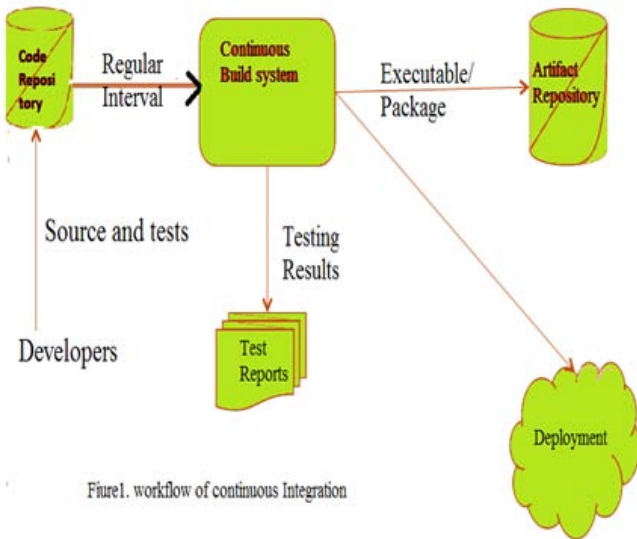 Code
Reposi
tory
Regular
Interval
Continuous
Build system
Executable/
Package
Artifact
Repository
Source and tests
Testing
Results
Developers
Test
Reports
Deployment
Fiure1. workflow of continuous Integration